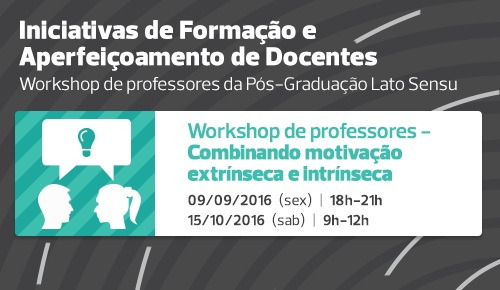 Iniciativas de Formação e
Aperfeiçoamento de Docentes
Workshop de professores da Pós-Graduação Lato Sensu
Workshop de professores -
Combinando motivação
extrínseca e intrínseca
09/09/2016 (sex) | 18h-21h
15/10/2016 (sab) | 9h-12h